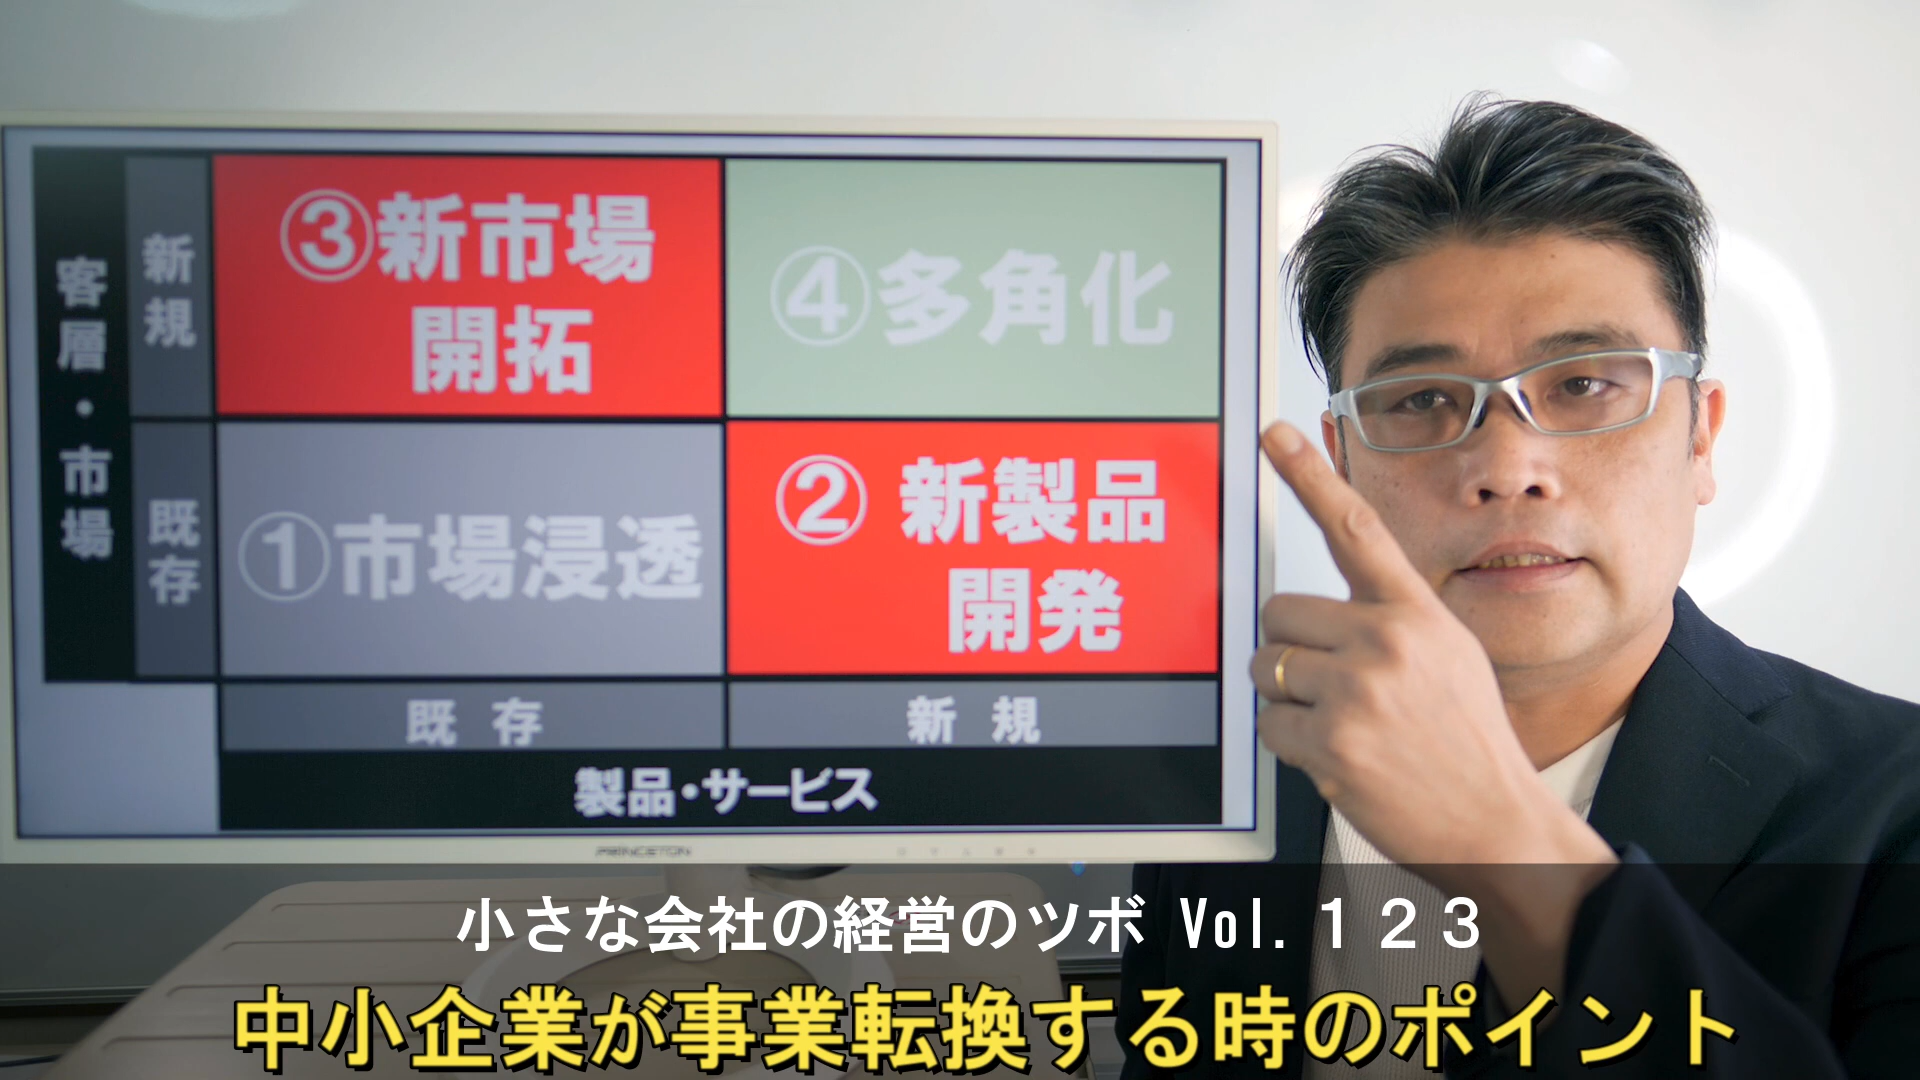 客層・市場
新規
③新市場
開拓
④多角化
既存
①市場浸透
② 新製品
開発
既存
新規
製品・サービス
PRINCETON
小さな会社の経営のツボ Vol.１２３
中小企業が事業転換する時のポイント